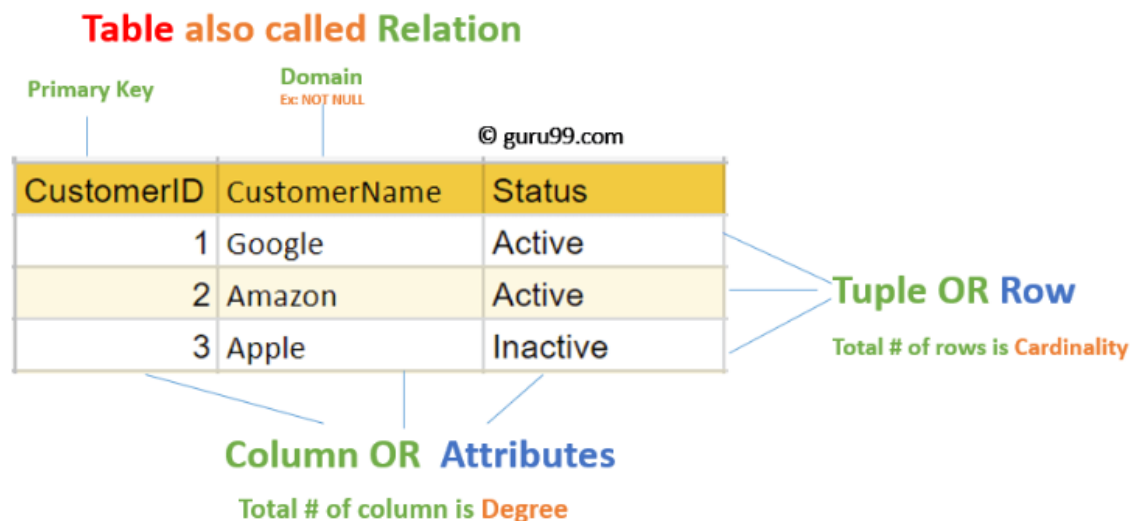 Table also called Relation
Primary Key
Domain
Ex: NOT NULL
© guru99.com
CustomerID CustomerName Status
1 Google Active
2 Amazon Active
3 Apple Inactive
Tuple OR Row
Total # of rows is Cardinality
Column OR Attributes
Total # of column is Degree